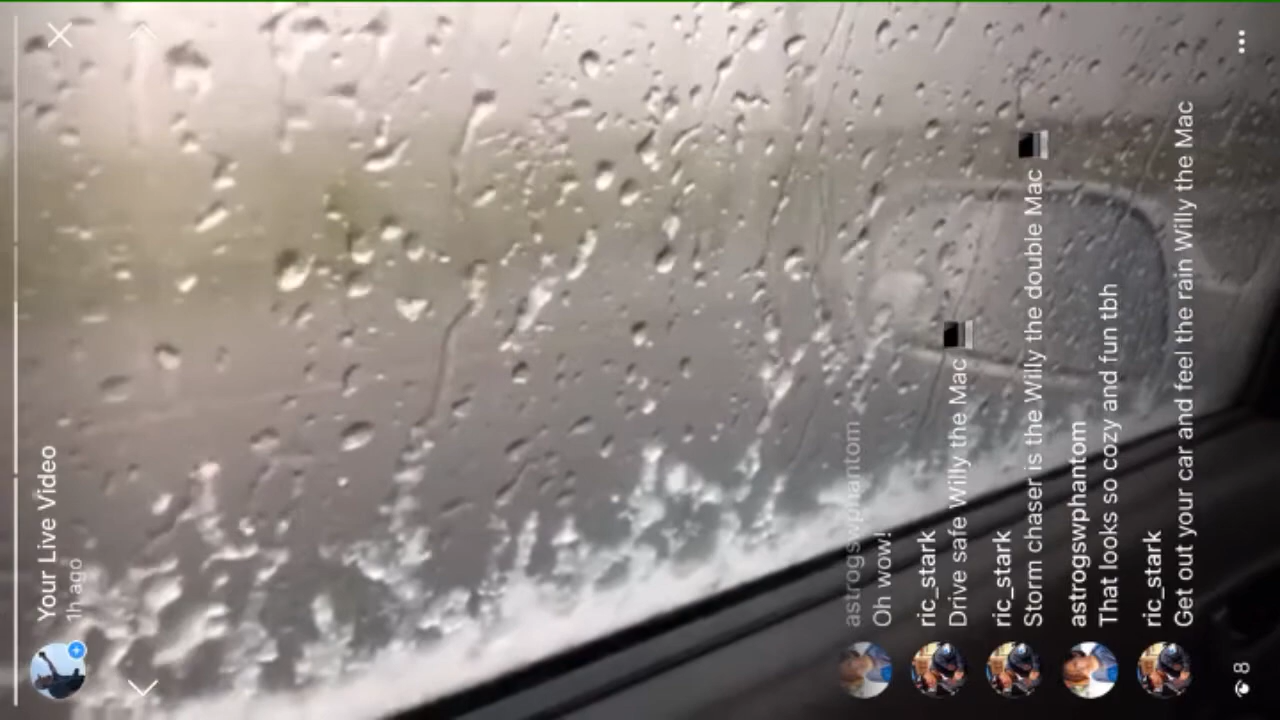 Your Live Video
1h ago
astrogswphantom
Oh wow!
ric_stark
Drive safe Willy the Mac
ric_stark
Storm chaser is the Willy the double Mac
astrogswphantom
That looks so cozy and fun tbh
ric_stark
Get out your car and feel the rain Willy the Mac
8